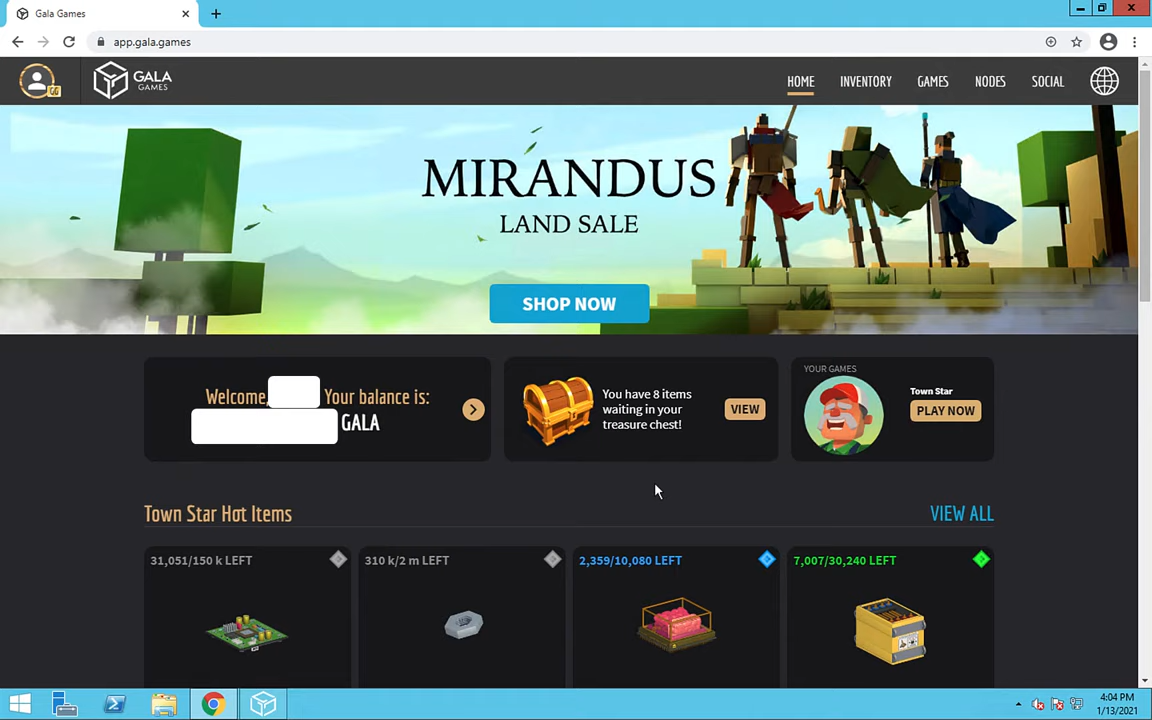 Gala Games
app.gala.games
GALA
GAMES
HOME
INVENTORY
GAMES
NODES
SOCIAL
MIRANDUS
LAND SALE
SHOP NOW
Welcome, Your balance is:
GALA
You have 8 items
waiting in your
treasure chest!
VIEW
YOUR GAMES
Town Star
PLAY NOW
Town Star Hot Items
VIEW ALL
31,051/150 k LEFT
310 k/2 m LEFT
2,359/10,080 LEFT
7,007/30,240 LEFT
4:04 PM
1/13/2021